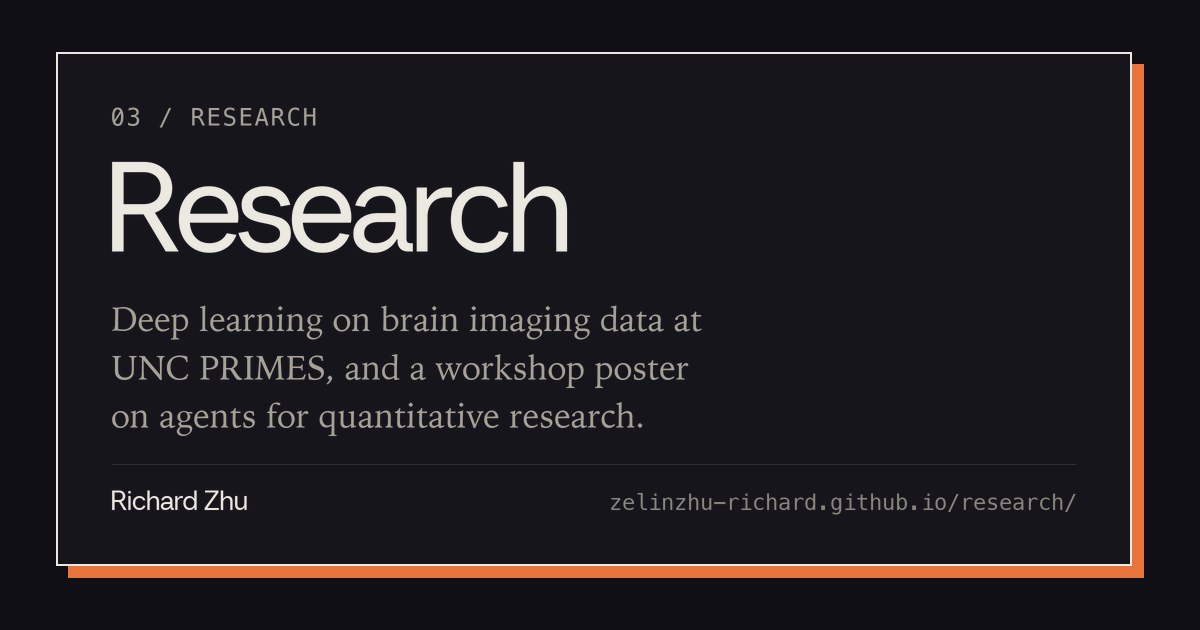 03 / RESEARCH
Research
Deep learning on brain imaging data at
UNC PRIMES, and a workshop poster
on agents for quantitative research.
Richard Zhu
zelinzhu-richard.github.io/research/